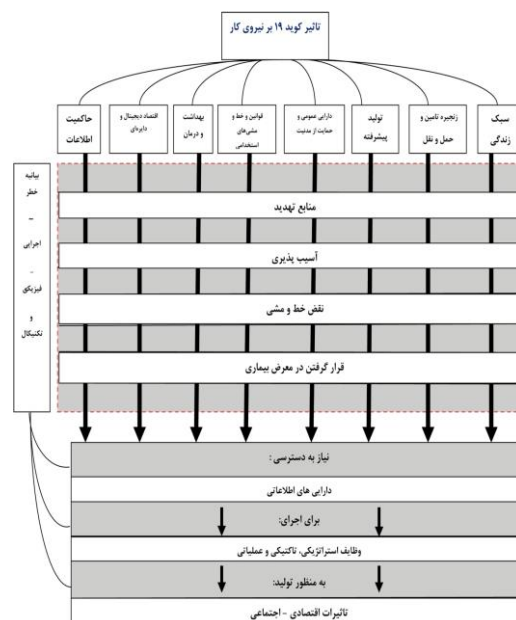 تاثیر کوید ۱۹ بر نیروی کار
سبک
زندگی
زنجیره تامین و
حمل و نقل
تولید
پیشرفته
دارایی عمومی و
حمایت از مدنیت
قوانین و خط و
مشی‌های
استخدامی
بهداشت
و درمان
اقتصاد دیجیتال و
دایره‌ای
حاکمیت
اطلاعات
بیانیه
خطر
–
اجرایی
-
فیزیکی
و
تکنیکال
منابع تهدید
آسیب پذیری
نقض خط و مشی
قرار گرفتن در معرض بیماری
نیاز به دسترسی :
دارایی های اطلاعاتی
برای اجرای:
وظایف استراتژیکی، تاکتیکی و عملیاتی
به منظور تولید:
تاثیرات اقتصادی - اجتماعی